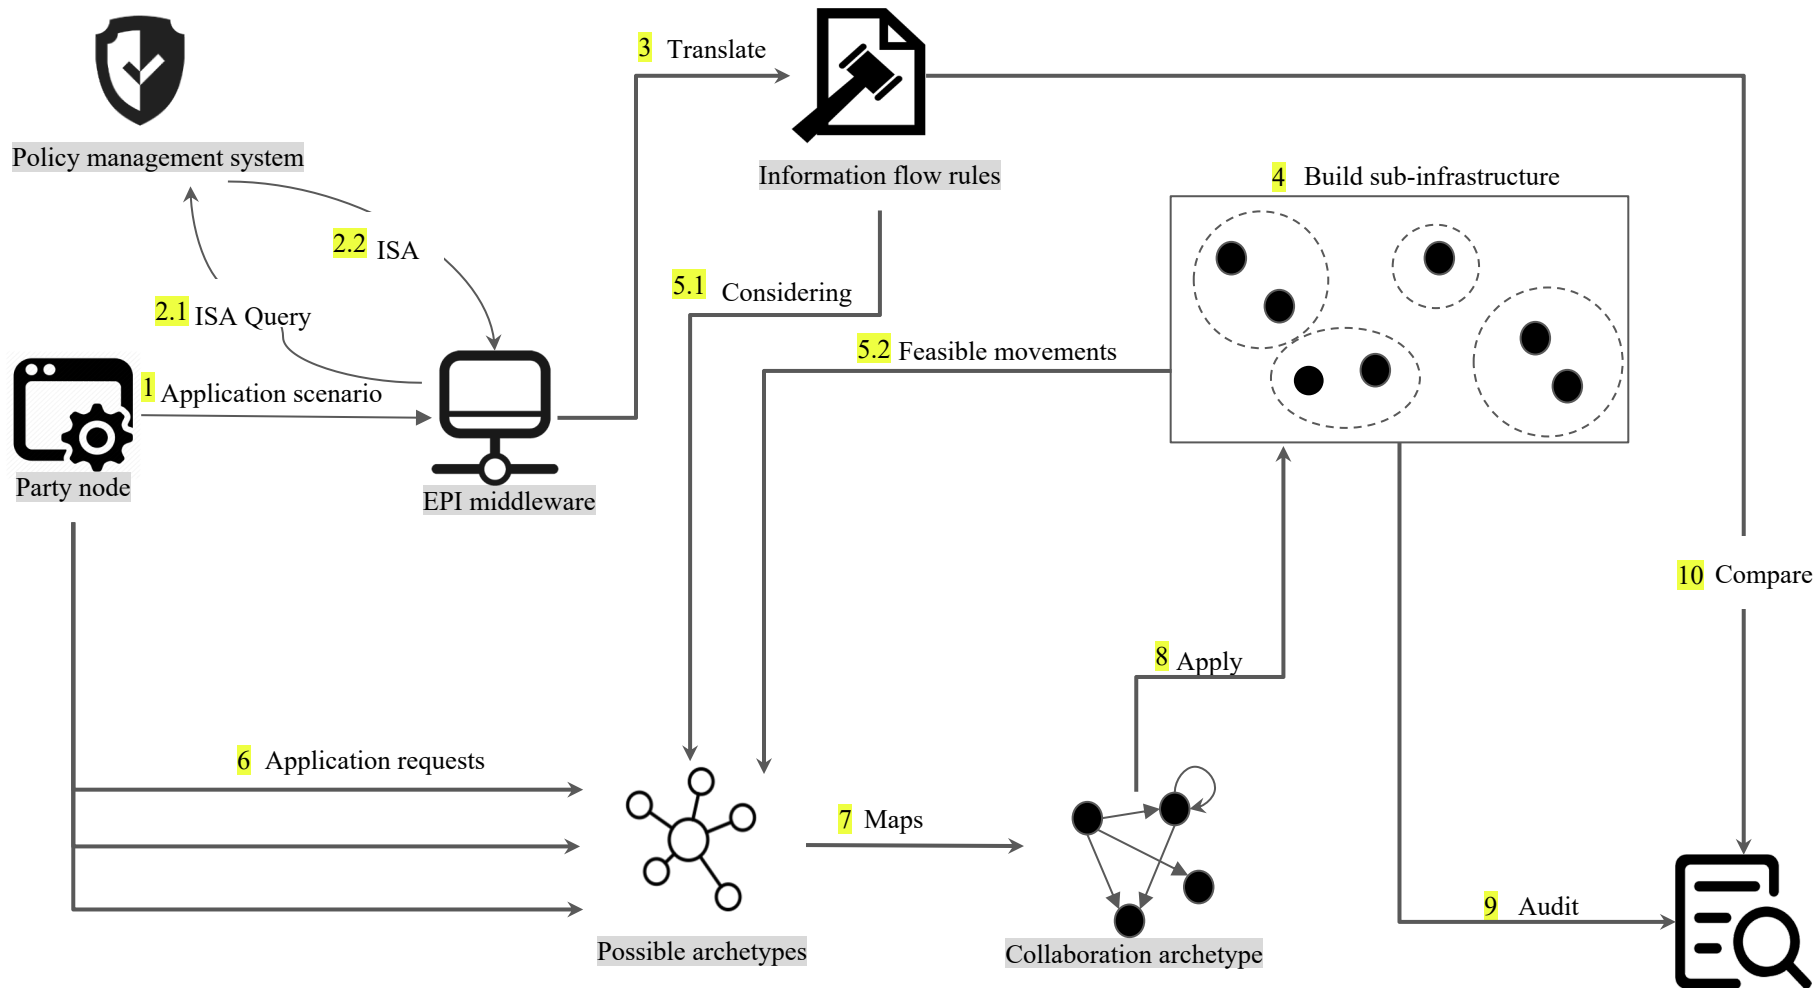 3 Translate
Policy management system
Information flow rules
4 Build sub-infrastructure
2.2 ISA
5.1 Considering
2.1 ISA Query
5.2 Feasible movements
1 Application scenario
Party node
EPI middleware
10 Compare
8 Apply
6 Application requests
7 Maps
9 Audit
Possible archetypes
Collaboration archetype